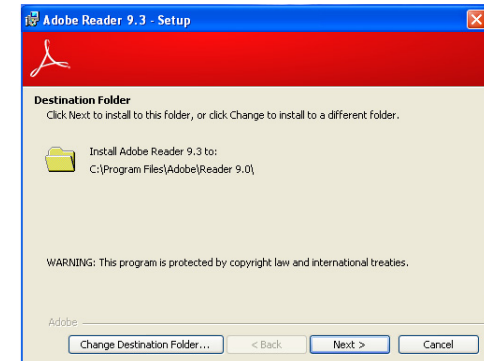 Adobe Reader 9.3 - Setup
Destination Folder
Click Next to install to this folder, or click Change to install to a different folder.
Install Adobe Reader 9.3 to:
C:\Program Files\Adobe\Reader 9.0\
WARNING: This program is protected by copyright law and international treaties.
Adobe
Change Destination Folder... < Back Next > Cancel